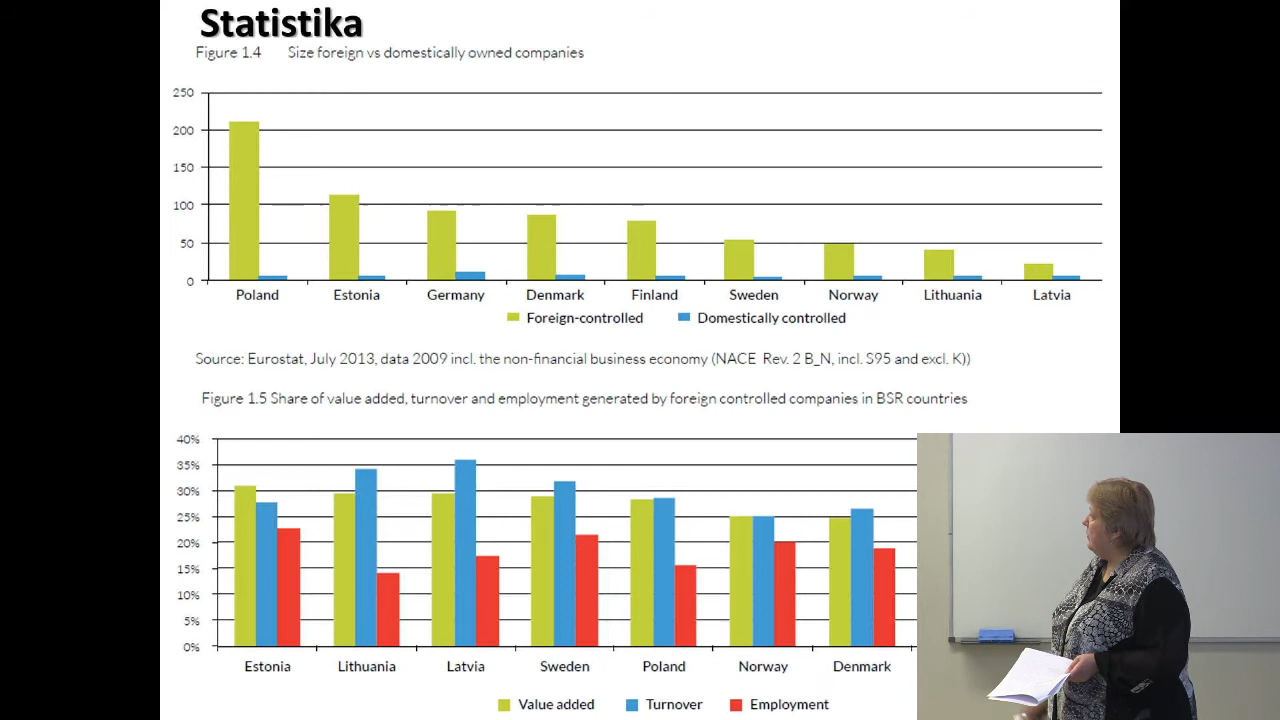 Statistika
Figure 1.4 Size foreign vs domestically owned companies
250
200
150
100
50
0
Poland Estonia Germany Denmark Finland Sweden Norway Lithuania Latvia
Foreign-controlled Domestically controlled
Source: Eurostat, July 2013, data 2009 incl. the non-financial business economy (NACE Rev. 2 B_N, incl. S95 and excl. K))
Figure 1.5 Share of value added, turnover and employment generated by foreign controlled companies in BSR countries
40%
35%
30%
25%
20%
15%
10%
5%
0%
Estonia Lithuania Latvia Sweden Poland Norway Denmark
Value added Turnover Employment